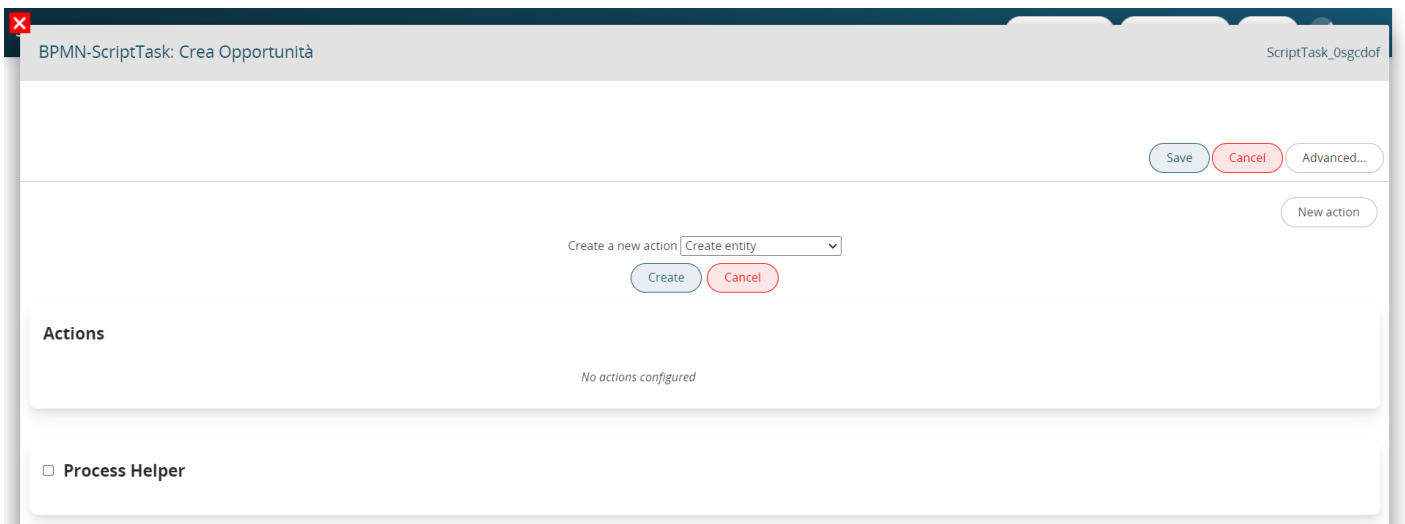 BPMN-ScriptTask: Crea Opportunità
ScriptTask_0sgcdof
Save Cancel Advanced...
New action
Create a new action Create entity
Create Cancel
Actions
No actions configured
Process Helper